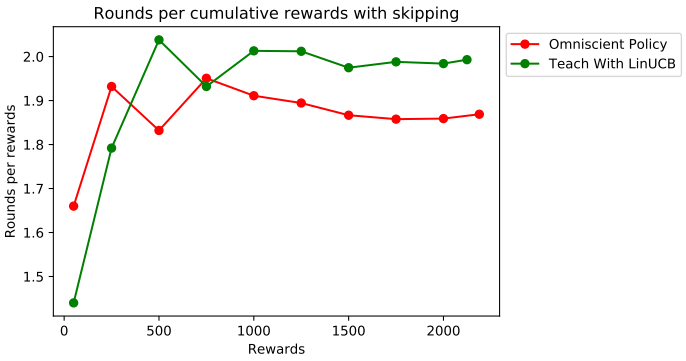 Rounds per cumulative rewards with skipping
Omniscient Policy
Teach With LinUCB
Rounds per rewards
2.0
1.9
1.8
1.7
1.6
1.5
0 500 1000 1500 2000
Rewards